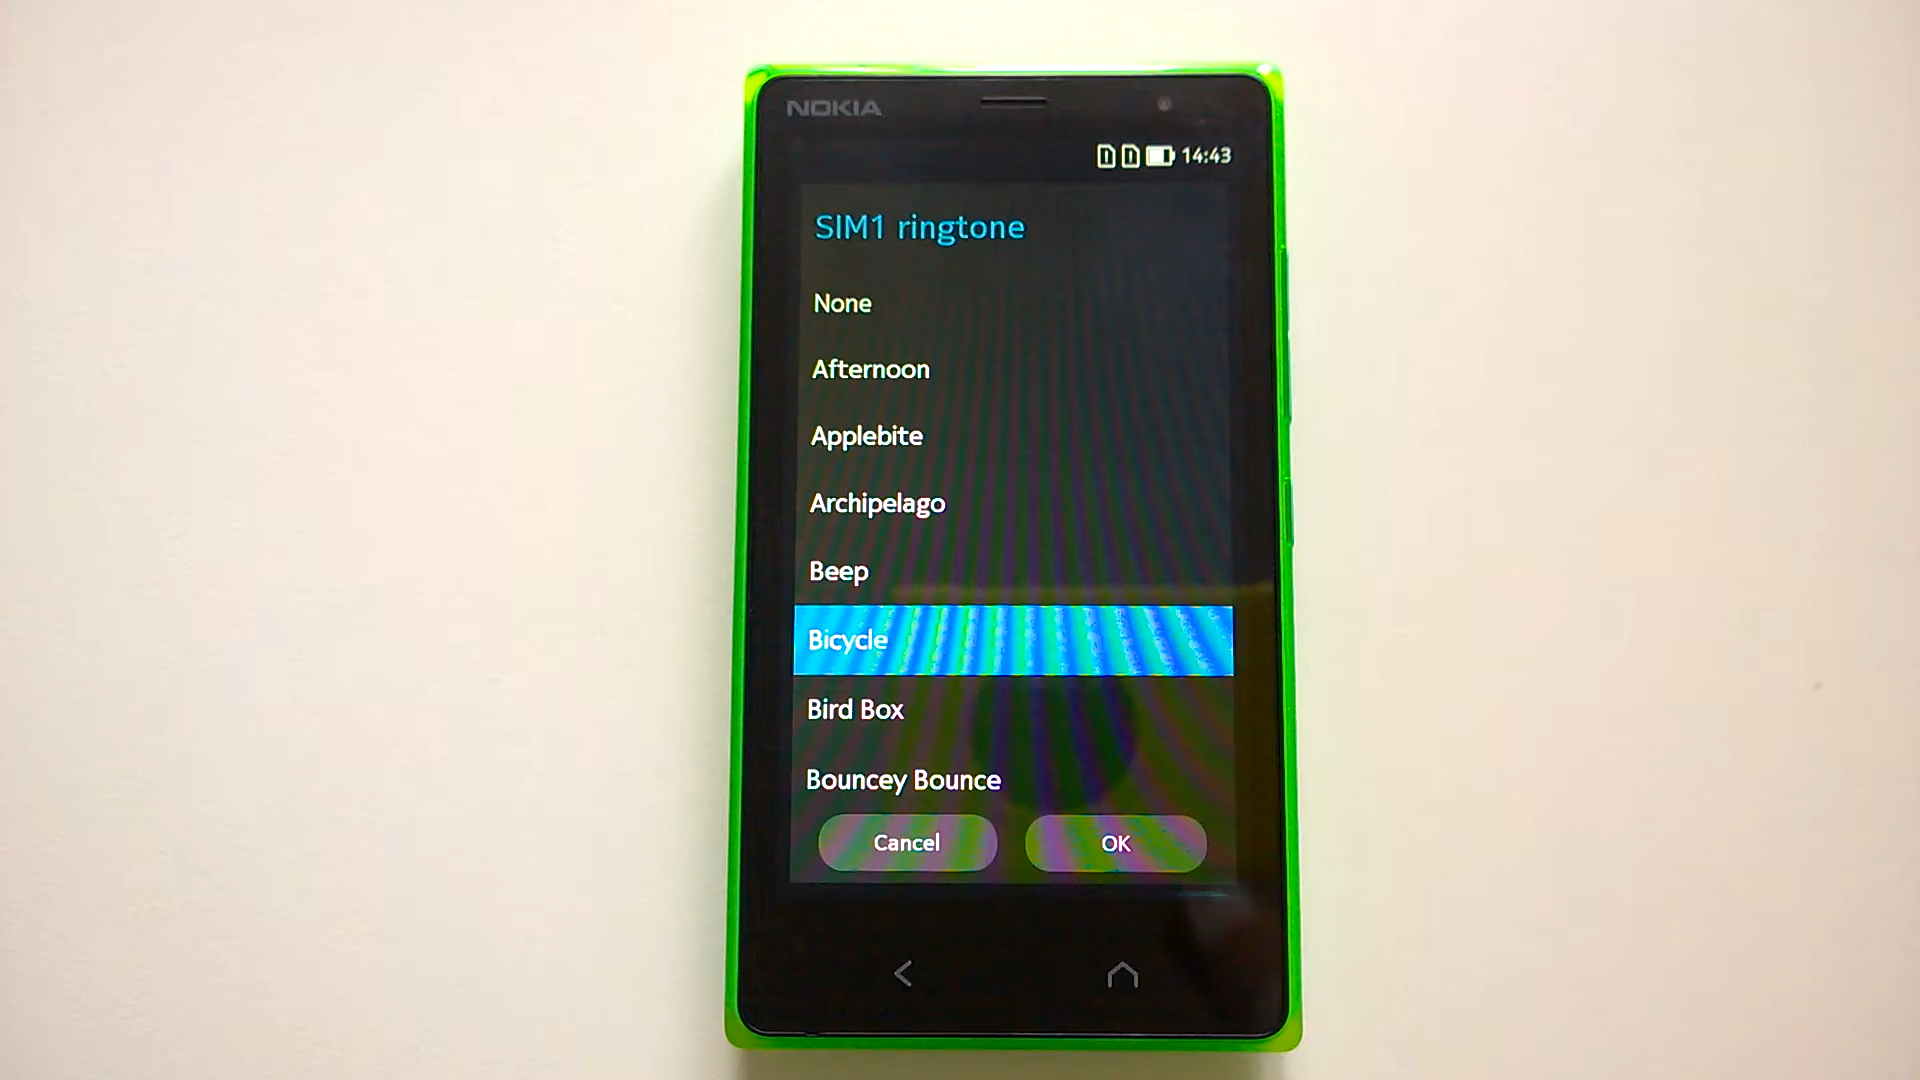 NOKIA
14:43
SIM1 ringtone
None
Afternoon
Applebite
Archipelago
Beep
Bicycle
Bird Box
Bouncey Bounce
Cancel OK